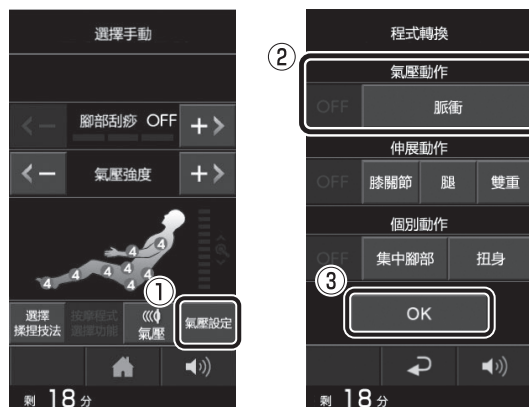 選擇手動
腳部刮痧 OFF
氣壓強度
4 4 4 4 4 4
①
選擇
揉捏技法
按摩程式
選擇功能
氣壓
氣壓設定
剩 18 分
②
程式轉換
氣壓動作
OFF 脈衝
伸展動作
OFF 膝關節 腿 雙重
個別動作
OFF 集中腳部 扭身
③
OK
剩 18 分